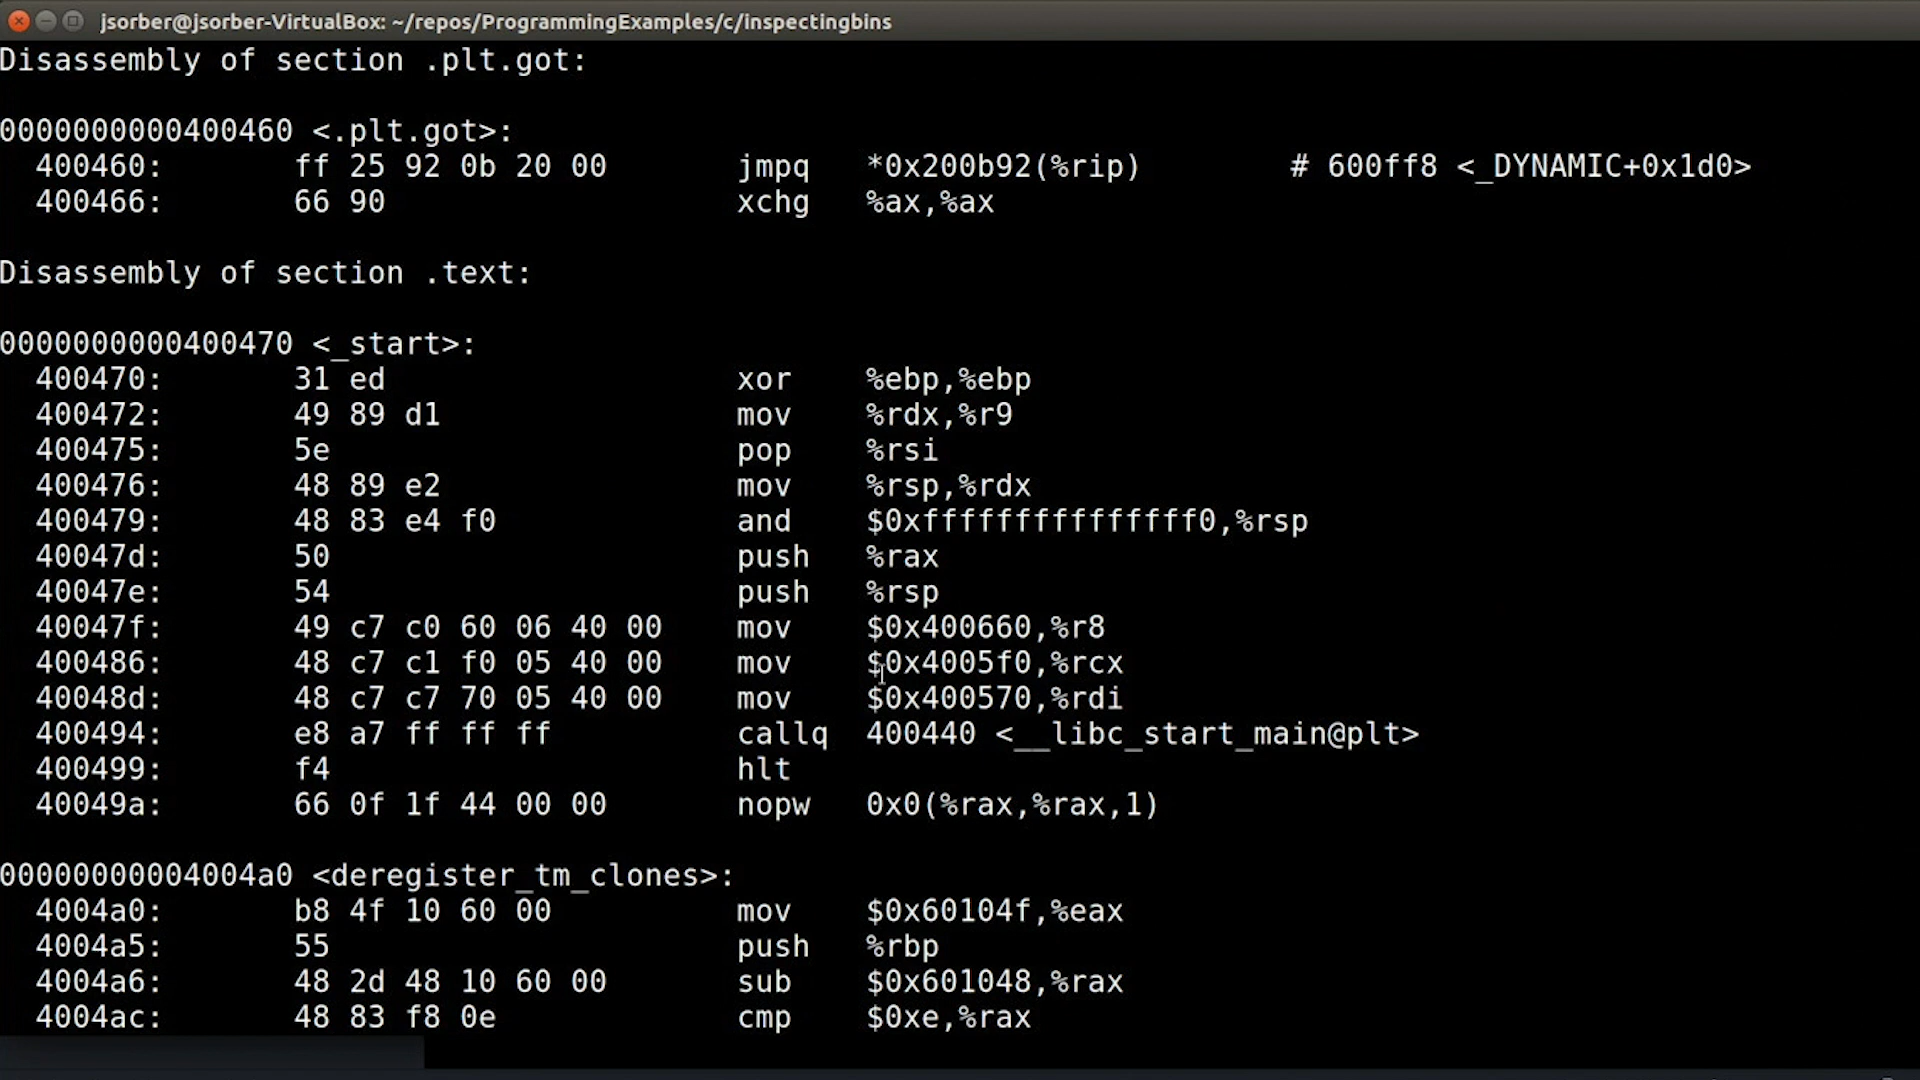 jsorber@jsorber-VirtualBox: ~/repos/ProgrammingExamples/c/inspectingbins
Disassembly of section .plt.got:
0000000000400460 <.plt.got>:
400460: ff 25 92 0b 20 00 jmpq *0x200b92(%rip) # 600ff8 <_DYNAMIC+0x1d0>
400466: 66 90 xchg %ax,%ax
Disassembly of section .text:
0000000000400470 <_start>:
400470: 31 ed xor %ebp,%ebp
400472: 49 89 d1 mov %rdx,%r9
400475: 5e pop %rsi
400476: 48 89 e2 mov %rsp,%rdx
400479: 48 83 e4 f0 and $0xfffffffffffffff0,%rsp
40047d: 50 push %rax
40047e: 54 push %rsp
40047f: 49 c7 c0 60 06 40 00 mov $0x400660,%r8
400486: 48 c7 c1 f0 05 40 00 mov $0x4005f0,%rcx
40048d: 48 c7 c7 70 05 40 00 mov $0x400570,%rdi
400494: e8 a7 ff ff ff callq 400440 <__libc_start_main@plt>
400499: f4 hlt
40049a: 66 0f 1f 44 00 00 nopw 0x0(%rax,%rax,1)
00000000004004a0 <deregister_tm_clones>:
4004a0: b8 4f 10 60 00 mov $0x60104f,%eax
4004a5: 55 push %rbp
4004a6: 48 2d 48 10 60 00 sub $0x601048,%rax
4004ac: 48 83 f8 0e cmp $0xe,%rax